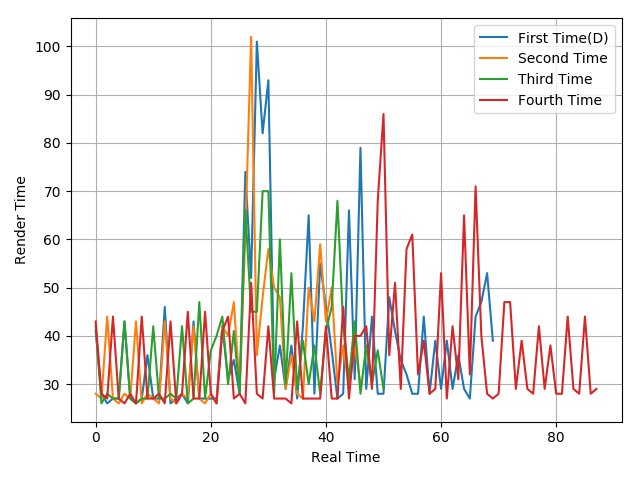 First Time(D)
Second Time
Third Time
Fourth Time
Render Time
100
90
80
70
60
50
40
30
0
20
40
60
80
Real Time